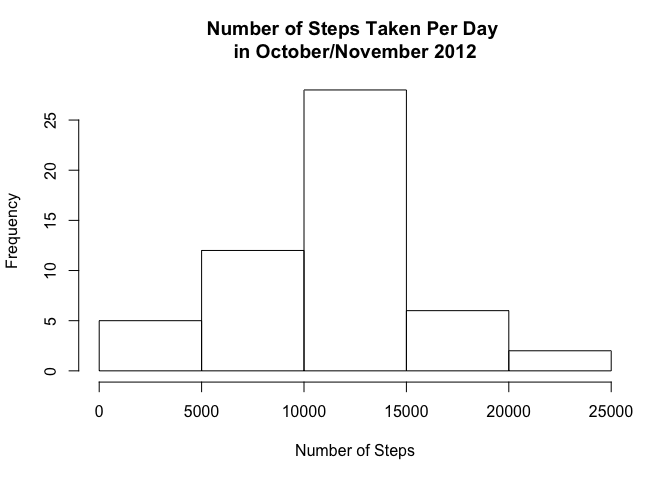 Number of Steps Taken Per Day
in October/November 2012
Frequency
25
20
15
10
5
0
0 5000 10000 15000 20000 25000
Number of Steps